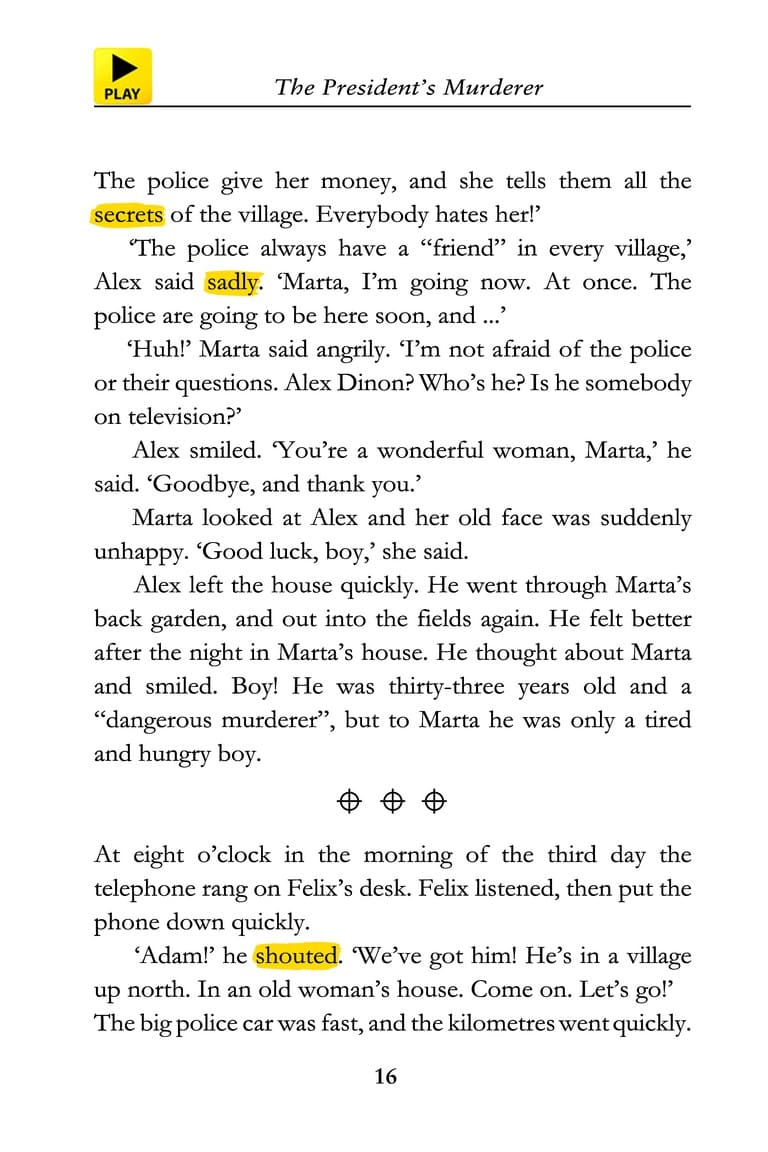 PLAY
The President’s Murderer
The police give her money, and she tells them all the
secrets of the village. Everybody hates her!’
‘The police always have a “friend” in every village,’
Alex said sadly. ‘Marta, I’m going now. At once. The
police are going to be here soon, and ...’
‘Huh!’ Marta said angrily. ‘I’m not afraid of the police
or their questions. Alex Dinon? Who’s he? Is he somebody
on television?’
Alex smiled. ‘You’re a wonderful woman, Marta,’ he
said. ‘Goodbye, and thank you.’
Marta looked at Alex and her old face was suddenly
unhappy. ‘Good luck, boy,’ she said.
Alex left the house quickly. He went through Marta’s
back garden, and out into the fields again. He felt better
after the night in Marta’s house. He thought about Marta
and smiled. Boy! He was thirty-three years old and a
“dangerous murderer”, but to Marta he was only a tired
and hungry boy.
At eight o’clock in the morning of the third day the
telephone rang on Felix’s desk. Felix listened, then put the
phone down quickly.
‘Adam!’ he shouted. ‘We’ve got him! He’s in a village
up north. In an old woman’s house. Come on. Let’s go!’
The big police car was fast, and the kilometres went quickly.
16